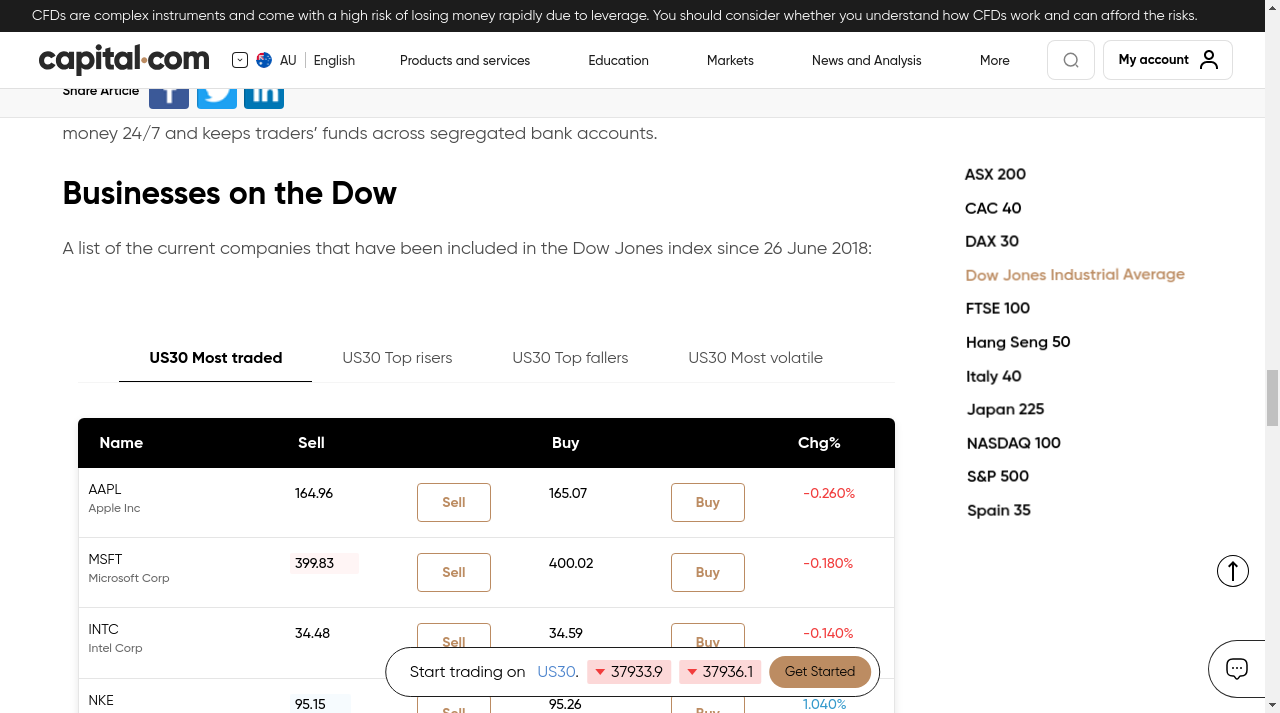 CFDs are complex instruments and come with a high risk of losing money rapidly due to leverage. You should consider whether you understand how CFDs work and can afford the risks.
capital.com AU English Products and services Education Markets News and Analysis More My account
Share Article
money 24/7 and keeps traders’ funds across segregated bank accounts.
Businesses on the Dow
A list of the current companies that have been included in the Dow Jones index since 26 June 2018:
US30 Most traded US30 Top risers US30 Top fallers US30 Most volatile
Name Sell Buy Chg%
AAPL 164.96 Sell 165.07 Buy -0.260%
Apple Inc
MSFT 399.83 Sell 400.02 Buy -0.180%
Microsoft Corp
INTC 34.48 Sell 34.59 Buy -0.140%
Intel Corp
NKE 95.15 Sell 95.26 Buy 1.040%
Start trading on US30. 37933.9 37936.1 Get Started
ASX 200
CAC 40
DAX 30
Dow Jones Industrial Average
FTSE 100
Hang Seng 50
Italy 40
Japan 225
NASDAQ 100
S&P 500
Spain 35